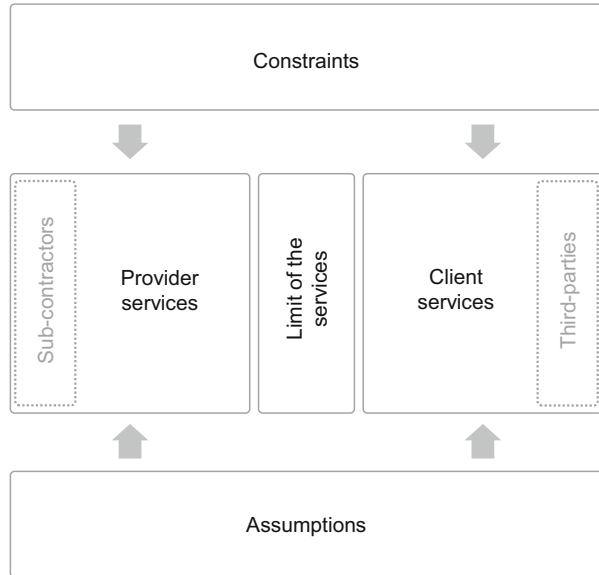 Constraints
Sub-contractors
Provider
services
Limit of the
services
Client
services
Third-parties
Assumptions